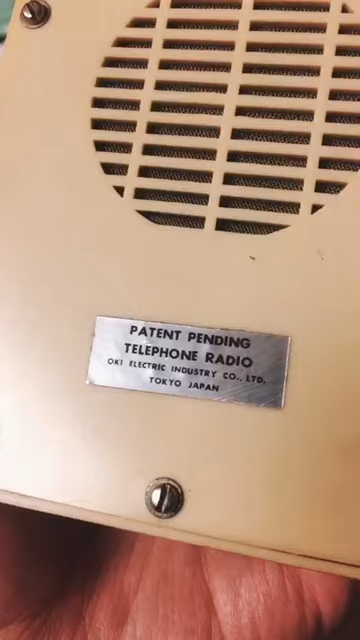 PATENT PENDING
TELEPHONE RADIO
OKI ELECTRIC INDUSTRY CO., LTD.
TOKYO JAPAN